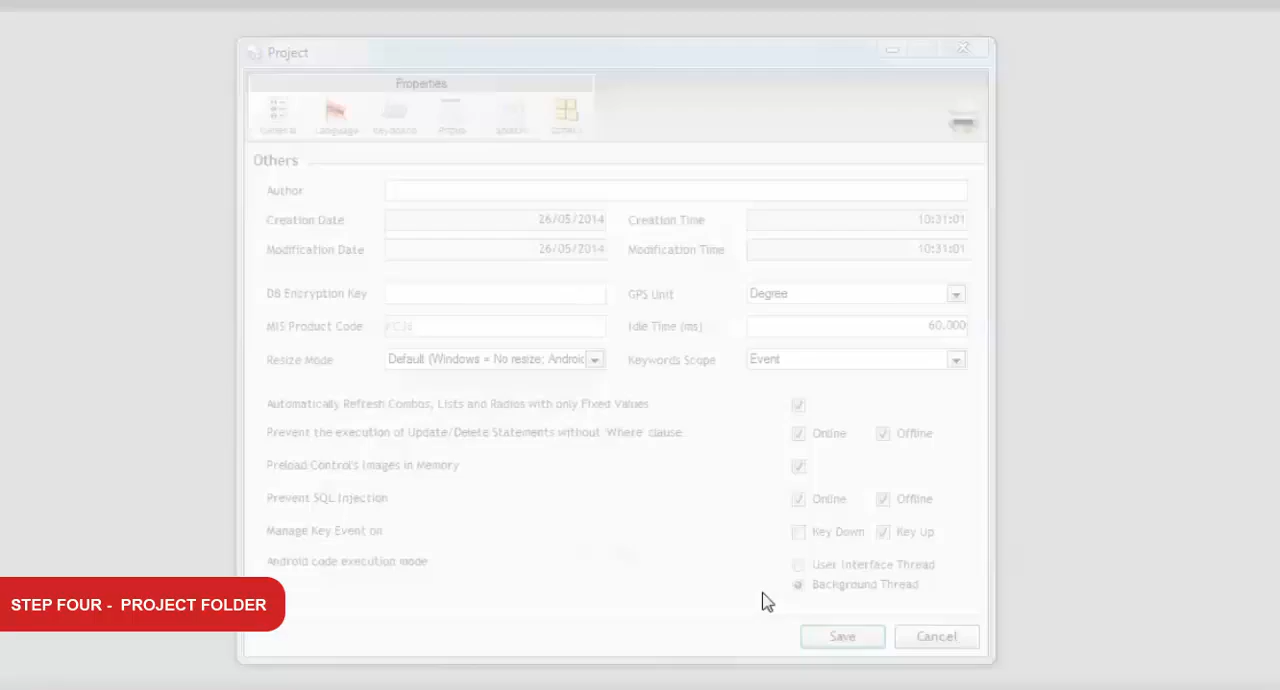 Project
Properties
General Language Keyboard
Others
Author
Creation Date 26/05/2014 Creation Time 10:31:01
Modification Date 26/05/2014 Modification Time 10:31:01
DB Encryption Key GPS Unit Degree
MIS Product Code Idle Time (ms) 60.000
Resize Mode Default (Windows = No resize; Androic Keywords Scope Event
Automatically Refresh Combos, Lists and Radios with only Fixed Values
Prevent the execution of Update/Delete Statements without 'Where' clause Online Offline
Preload Control's Images in Memory
Prevent SQL Injection Online Offline
Manage Key Event on Key Down Key Up
Android code execution mode User Interface Thread
Background Thread
STEP FOUR - PROJECT FOLDER
Save Cancel